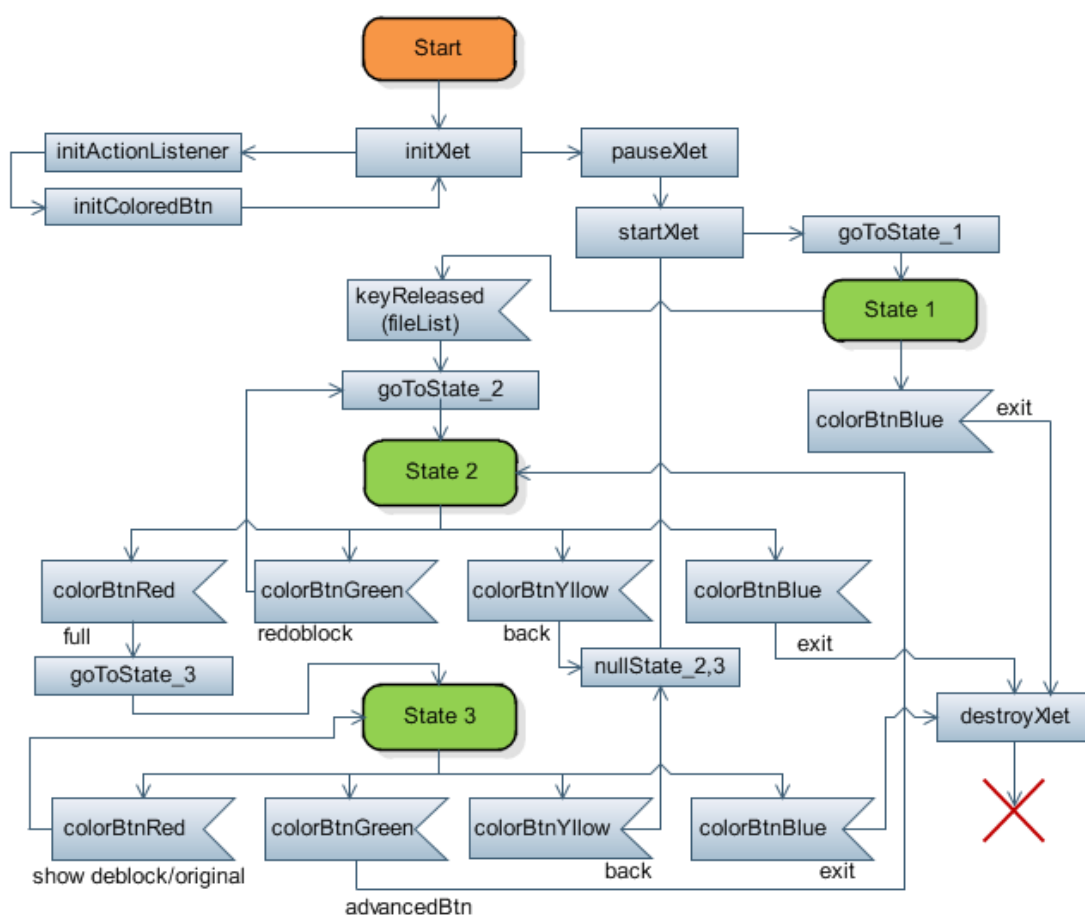 Start
initActionListener
initXlet
pauseXlet
initColoredBtn
startXlet
goToState_1
keyReleased
(fileList)
State 1
goToState_2
colorBtnBlue
exit
State 2
colorBtnRed
colorBtnGreen
colorBtnYllow
colorBtnBlue
full
redoblock
back
exit
goToState_3
nullState_2,3
State 3
destroyXlet
colorBtnRed
colorBtnGreen
colorBtnYllow
colorBtnBlue
show deblock/original
back
exit
advancedBtn